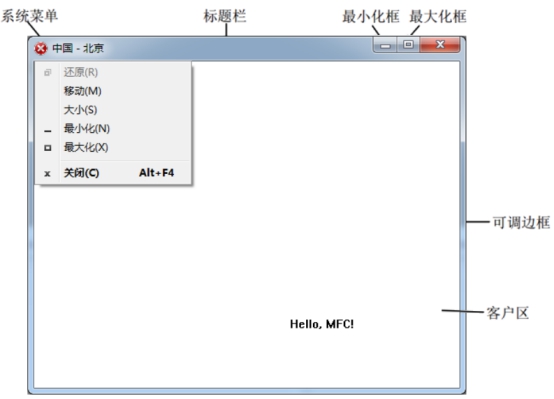 系统菜单 标题栏 最小化框 最大化框
中国 - 北京
还原(R)
移动(M)
大小(S)
最小化(N)
最大化(X)
x 关闭(C) Alt+F4
可调边框
客户区
Hello, MFC!